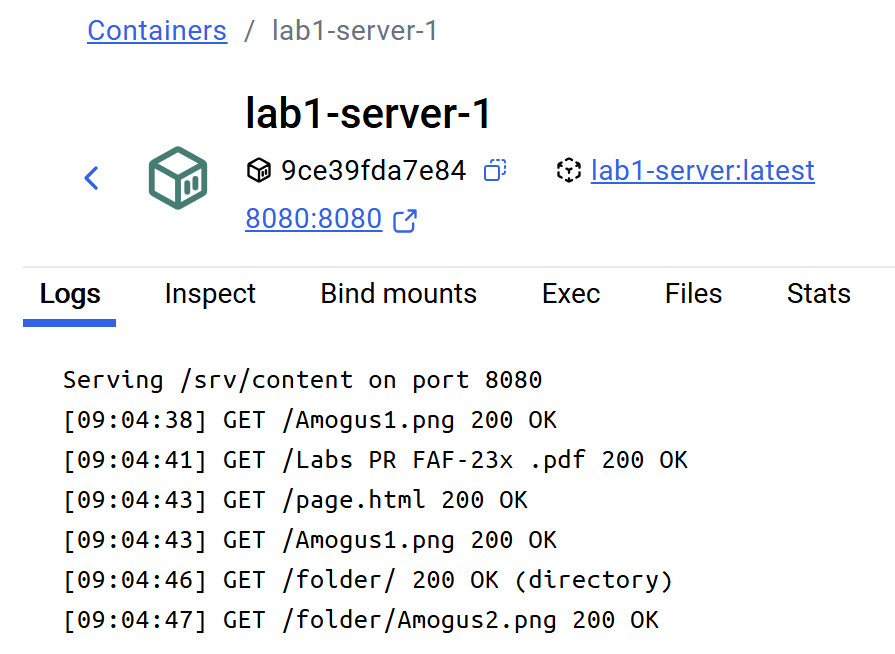 Containers / lab1-server-1
lab1-server-1
9ce39fda7e84 lab1-server:latest
8080:8080
Logs Inspect Bind mounts Exec Files Stats
Serving /srv/content on port 8080
[09:04:38] GET /Amogus1.png 200 OK
[09:04:41] GET /Labs PR FAF-23x .pdf 200 OK
[09:04:43] GET /page.html 200 OK
[09:04:43] GET /Amogus1.png 200 OK
[09:04:46] GET /folder/ 200 OK (directory)
[09:04:47] GET /folder/Amogus2.png 200 OK